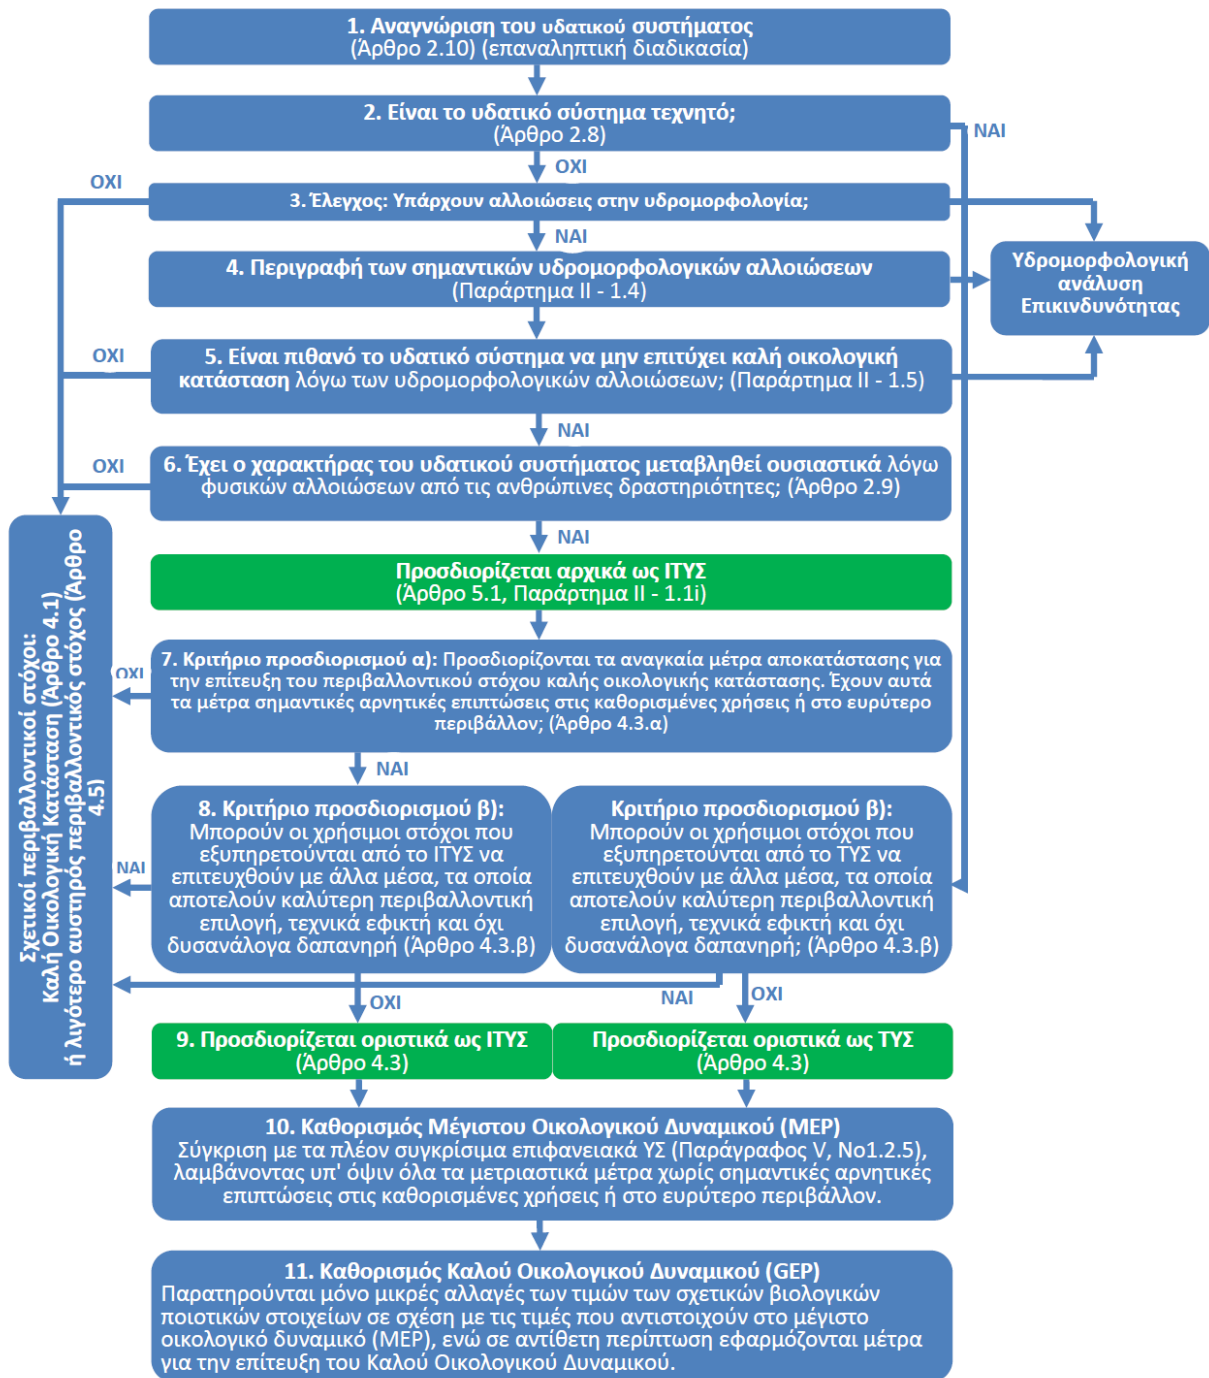 1. Αναγνώριση του υδατικού συστήματος
(Άρθρο 2.10) (επαναληπτική διαδικασία)
2. Είναι το υδατικό σύστημα τεχνητό;
(Άρθρο 2.8)
ΝΑΙ
ΟΧΙ
ΟΧΙ
3. Έλεγχος: Υπάρχουν αλλοιώσεις στην υδρομορφολογία;
ΝΑΙ
4. Περιγραφή των σημαντικών υδρομορφολογικών αλλοιώσεων
(Παράρτημα ΙΙ - 1.4)
Υδρομορφολογική
ανάλυση
Επικινδυνότητας
ΟΧΙ
5. Είναι πιθανό το υδατικό σύστημα να μην επιτύχει καλή οικολογική
κατάσταση λόγω των υδρομορφολογικών αλλοιώσεων; (Παράρτημα ΙΙ - 1.5)
ΝΑΙ
ΟΧΙ
6. Έχει ο χαρακτήρας του υδατικού συστήματος μεταβληθεί ουσιαστικά λόγω
φυσικών αλλοιώσεων από τις ανθρώπινες δραστηριότητες; (Άρθρο 2.9)
ΝΑΙ
Προσδιορίζεται αρχικά ως ΙΤΥΣ
(Άρθρο 5.1, Παράρτημα ΙΙ - 1.1i)
Σχετικοί περιβαλλοντικοί στόχοι:
Καλή Οικολογική Κατάσταση (Άρθρο 4.1)
ή λιγότερο αυστηρός περιβαλλοντικός στόχος (Άρθρο
4.5)
ΟΧΙ
7. Κριτήριο προσδιορισμού α): Προσδιορίζονται τα αναγκαία μέτρα αποκατάστασης για
την επίτευξη του περιβαλλοντικού στόχου καλής οικολογικής κατάστασης. Έχουν αυτά
τα μέτρα σημαντικές αρνητικές επιπτώσεις στις καθορισμένες χρήσεις ή στο ευρύτερο
περιβάλλον; (Άρθρο 4.3.α)
ΝΑΙ
ΝΑΙ
8. Κριτήριο προσδιορισμού β):
Μπορούν οι χρήσιμοι στόχοι που
εξυπηρετούνται από το ΙΤΥΣ να
επιτευχθούν με άλλα μέσα, τα οποία
αποτελούν καλύτερη περιβαλλοντική
επιλογή, τεχνικά εφικτή και όχι
δυσανάλογα δαπανηρή (Άρθρο 4.3.β)
Κριτήριο προσδιορισμού β):
Μπορούν οι χρήσιμοι στόχοι που
εξυπηρετούνται από το ΤΥΣ να
επιτευχθούν με άλλα μέσα, τα οποία
αποτελούν καλύτερη περιβαλλοντική
επιλογή, τεχνικά εφικτή και όχι
δυσανάλογα δαπανηρή; (Άρθρο 4.3.β)
ΟΧΙ
ΝΑΙ
ΟΧΙ
9. Προσδιορίζεται οριστικά ως ΙΤΥΣ
(Άρθρο 4.3)
Προσδιορίζεται οριστικά ως ΤΥΣ
(Άρθρο 4.3)
10. Καθορισμός Μέγιστου Οικολογικού Δυναμικού (MEP)
Σύγκριση με τα πλέον συγκρίσιμα επιφανειακά ΥΣ (Παράγραφος V, No1.2.5),
λαμβάνοντας υπ' όψιν όλα τα μετριαστικά μέτρα χωρίς σημαντικές αρνητικές
επιπτώσεις στις καθορισμένες χρήσεις ή στο ευρύτερο περιβάλλον.
11. Καθορισμός Καλού Οικολογικού Δυναμικού (GEP)
Παρατηρούνται μόνο μικρές αλλαγές των τιμών των σχετικών βιολογικών
ποιοτικών στοιχείων σε σχέση με τις τιμές που αντιστοιχούν στο μέγιστο
οικολογικό δυναμικό (MEP), ενώ σε αντίθετη περίπτωση εφαρμόζονται μέτρα
για την επίτευξη του Καλού Οικολογικού Δυναμικού.